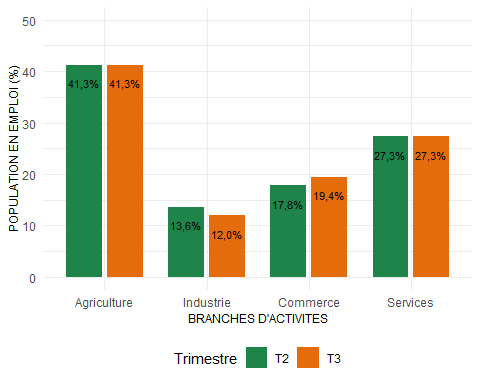 POPULATION EN EMPLOI (%)
50
40
30
20
10
0
41,3%
41,3%
13,6%
12,0%
17,8%
19,4%
27,3%
27,3%
Agriculture
Industrie
Commerce
Services
BRANCHES D'ACTIVITES
Trimestre
T2
T3